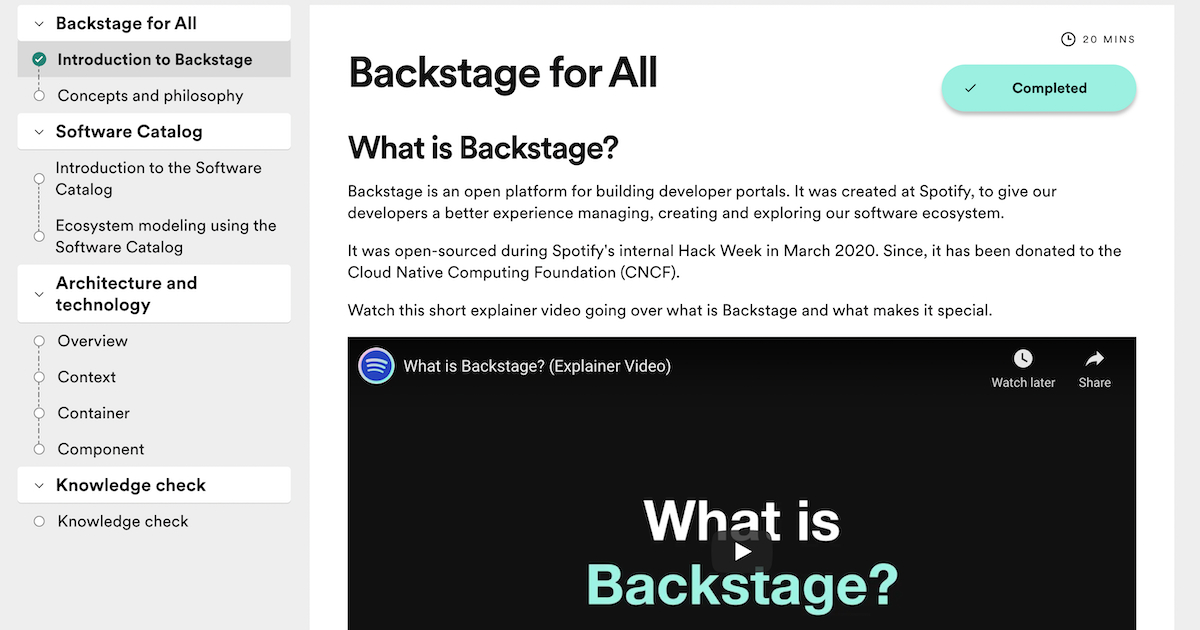 Backstage for All
Introduction to Backstage
Concepts and philosophy
Software Catalog
Introduction to the Software
Catalog
Ecosystem modeling using the
Software Catalog
Architecture and
technology
Overview
Context
Container
Component
Knowledge check
Knowledge check
20 MINS
Backstage for All
Completed
What is Backstage?
Backstage is an open platform for building developer portals. It was created at Spotify, to give our
developers a better experience managing, creating and exploring our software ecosystem.
It was open-sourced during Spotify's internal Hack Week in March 2020. Since, it has been donated to the
Cloud Native Computing Foundation (CNCF).
Watch this short explainer video going over what is Backstage and what makes it special.
What is Backstage? (Explainer Video)
Watch later
Share
What is
Backstage?